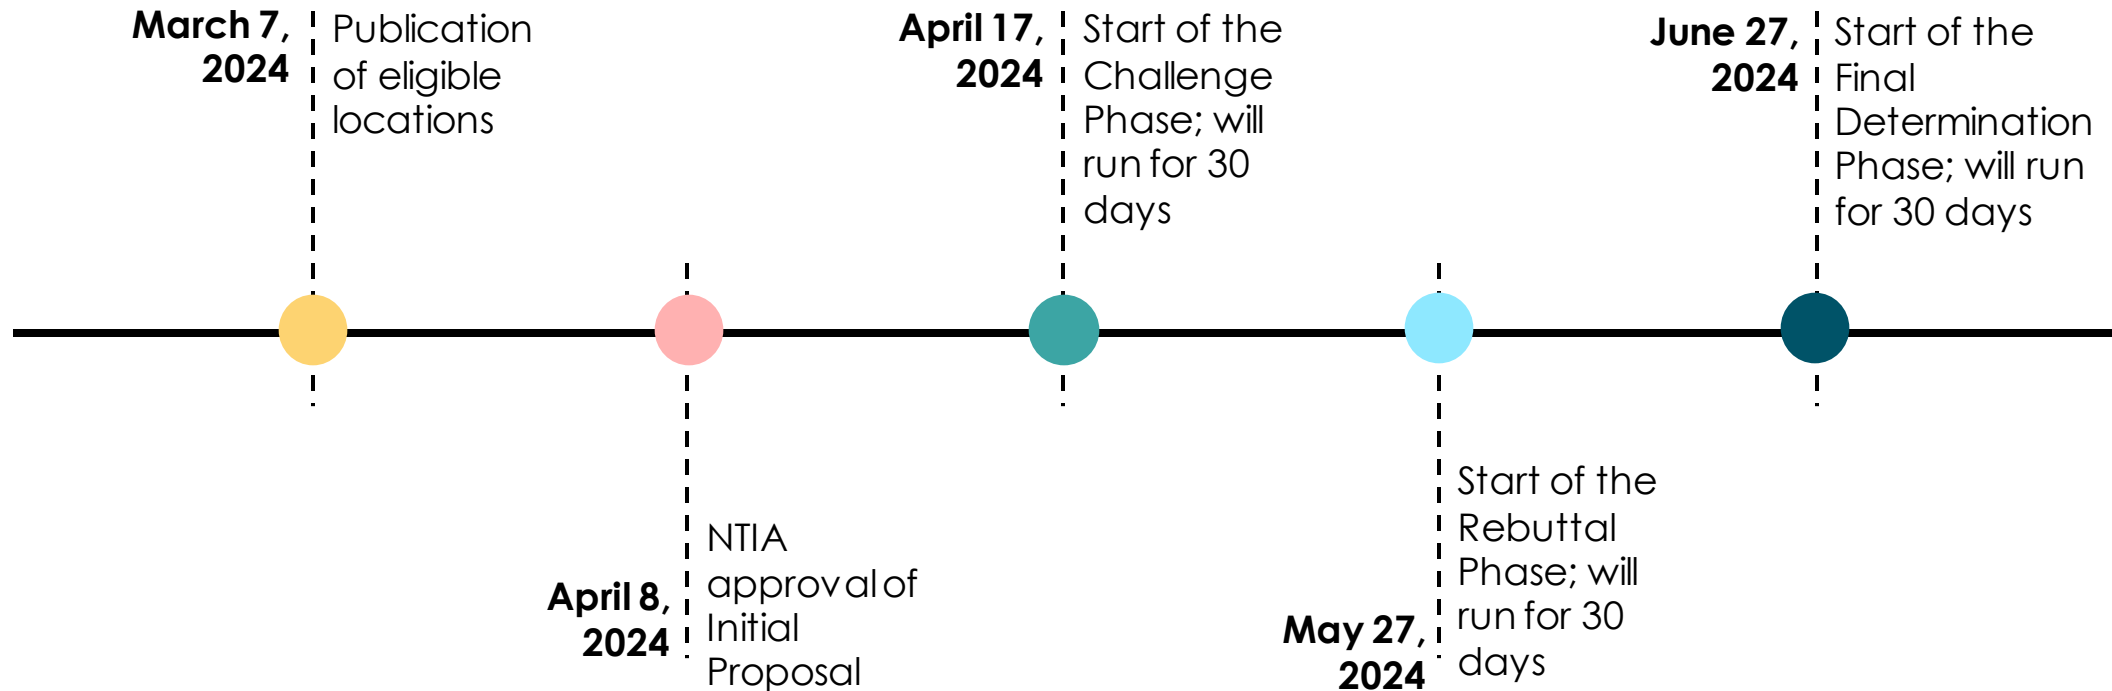 March 7,
2024
Publication
of eligible
locations
April 8,
2024
NTIA
approval of
Initial
Proposal
April 17,
2024
Start of the
Challenge
Phase; will
run for 30
days
May 27,
2024
Start of the
Rebuttal
Phase; will
run for 30
days
June 27,
2024
Start of the
Final
Determination
Phase; will run
for 30 days